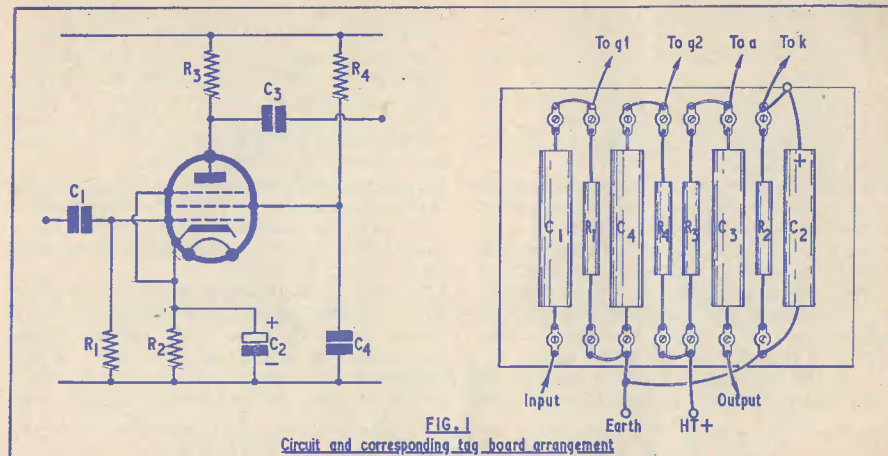 R3
R4
C3
C1
R1
R2
+
C2
−
C4
To g1
To g2
To a
To k
C1
R1
C4
R4
R3
C3
R2
+
C2
Input
Earth
HT+
Output
FIG. 1
Circuit and corresponding tag board arrangement